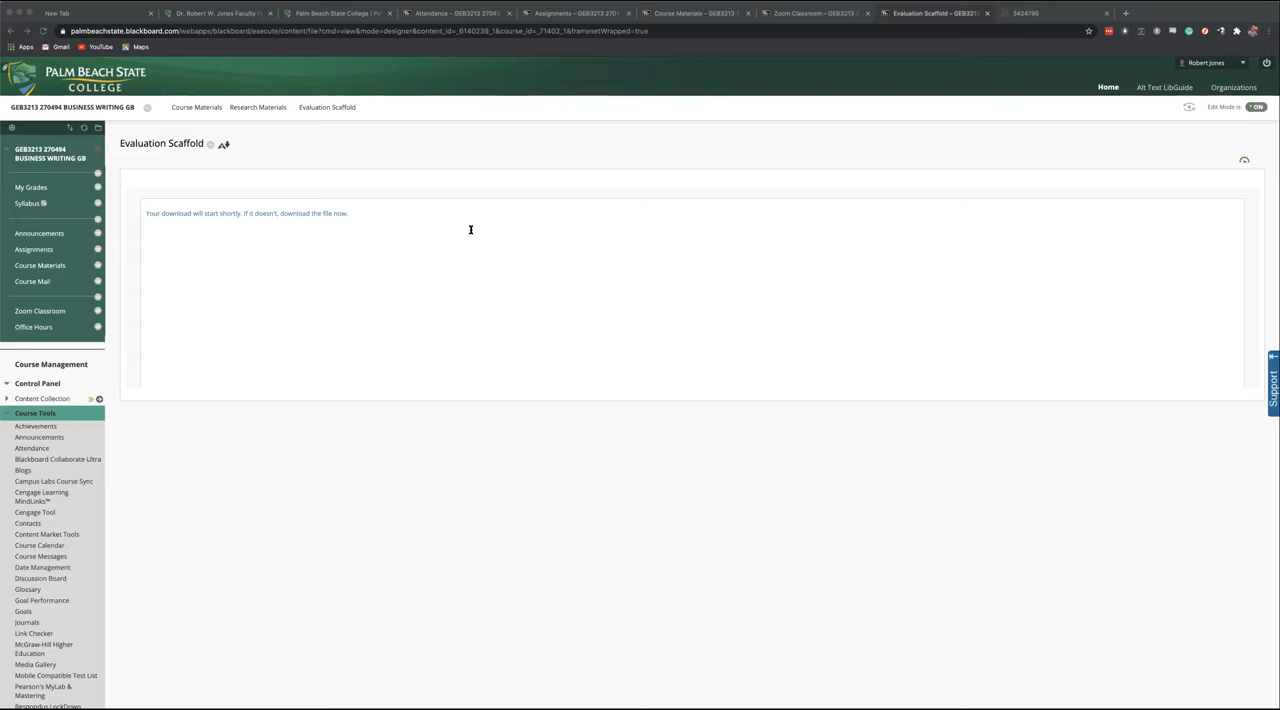 New Tab
Dr. Robert W. Jones Faculty H
Palm Beach State College | P
Attendance – GEB3213 27049
Assignments – GEB3213 2704
Course Materials – GEB3213 2
Zoom Classroom – GEB3213 2
Evaluation Scaffold – GEB321
3424795
palmbeachstate.blackboard.com/webapps/blackboard/execute/content/file?cmd=view&mode=designer&content_id=_6140239_1&course_id=_71402_1&framesetWrapped=true
Apps
Gmail
YouTube
Maps
PALM BEACH STATE
COLLEGE
Robert Jones
Home
Alt Text LibGuide
Organizations
GEB3213 270494 BUSINESS WRITING GB
Course Materials
Research Materials
Evaluation Scaffold
Edit Mode is:
ON
GEB3213 270494
BUSINESS WRITING GB
My Grades
Syllabus
Announcements
Assignments
Course Materials
Course Mail
Zoom Classroom
Office Hours
Course Management
Control Panel
Content Collection
Course Tools
Achievements
Announcements
Attendance
Blackboard Collaborate Ultra
Blogs
Campus Labs Course Sync
Cengage Learning
MindLinks™
Cengage Tool
Contacts
Content Market Tools
Course Calendar
Course Messages
Date Management
Discussion Board
Glossary
Goal Performance
Goals
Journals
Link Checker
McGraw-Hill Higher
Education
Media Gallery
Mobile Compatible Test List
Pearson's MyLab &
Mastering
Respondus LockDown
Evaluation Scaffold
Your download will start shortly. If it doesn't, download the file now.
Support